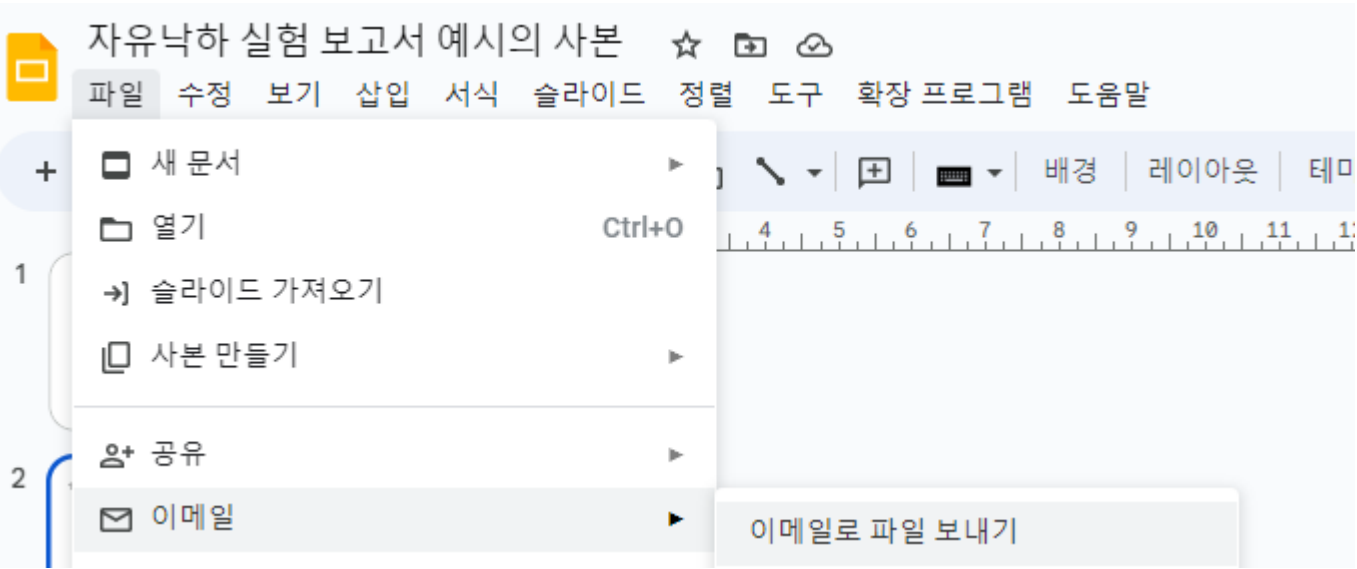 자유낙하 실험 보고서 예시의 사본
파일 수정 보기 삽입 서식 슬라이드 정렬 도구 확장 프로그램 도움말
새 문서
배경 레이아웃
열기 Ctrl+O
4 5 6 7 8 9 10 11
1
슬라이드 가져오기
사본 만들기
공유
2
이메일
이메일로 파일 보내기